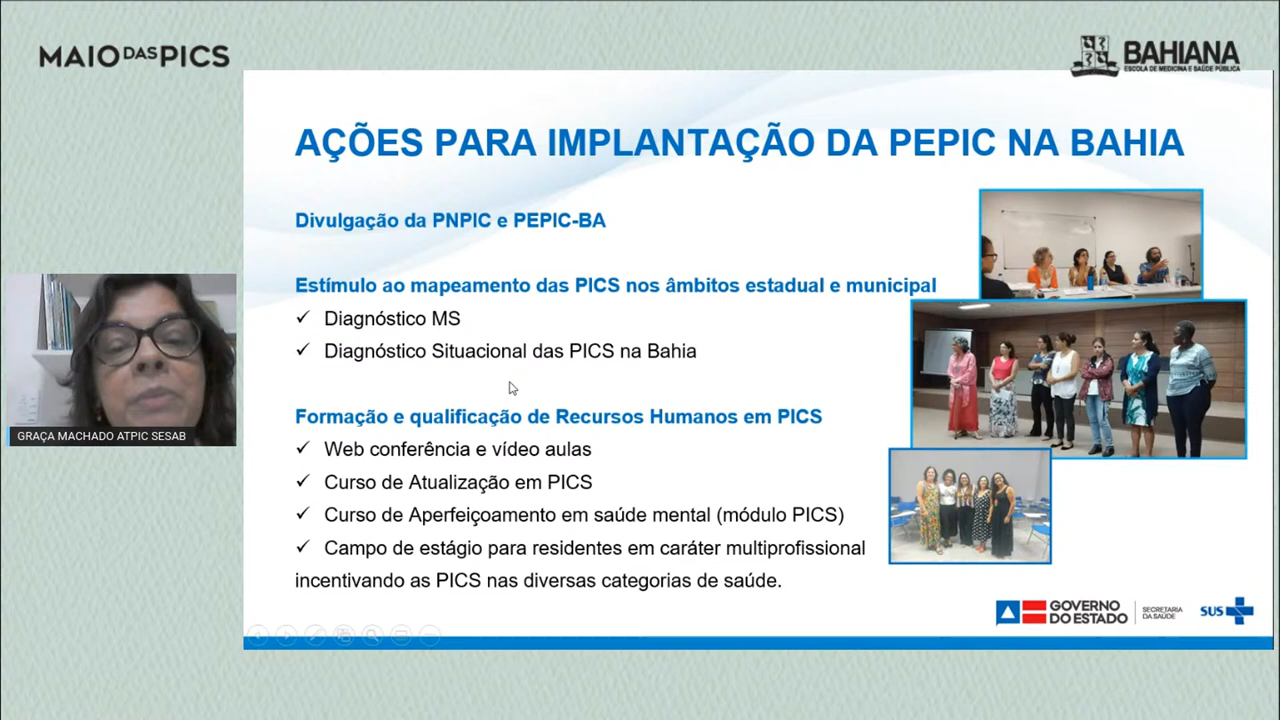 MAIO DAS PICS
BAHIANA
ESCOLA DE MEDICINA E SAÚDE PÚBLICA
AÇÕES PARA IMPLANTAÇÃO DA PEPIC NA BAHIA
Divulgação da PNPIC e PEPIC-BA
Estímulo ao mapeamento das PICS nos âmbitos estadual e municipal
✓ Diagnóstico MS
✓ Diagnóstico Situacional das PICS na Bahia
Formação e qualificação de Recursos Humanos em PICS
✓ Web conferência e vídeo aulas
✓ Curso de Atualização em PICS
✓ Curso de Aperfeiçoamento em saúde mental (módulo PICS)
✓ Campo de estágio para residentes em caráter multiprofissional
incentivando as PICS nas diversas categorias de saúde.
GRAÇA MACHADO ATPIC SESAB
GOVERNO
DO ESTADO
SECRETARIA
DA SAÚDE
SUS